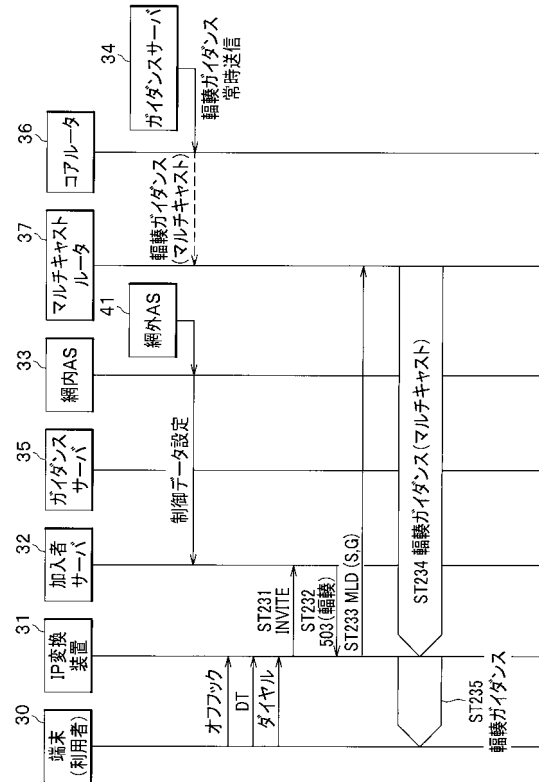 30
端末
(利用者)
31
IP変換
装置
32
加入者
サーバ
35
ガイダンス
サーバ
33
網内AS
37
マルチキャスト
ルータ
36
コアルータ
34
ガイダンスサーバ
41
網外AS
輻輳ガイダンス
常時送信
輻輳ガイダンス
(マルチキャスト)
制御データ設定
オフフック
DT
ダイヤル
ST231
INVITE
ST232
503(輻輳)
ST233 MLD (S,G)
ST234 輻輳ガイダンス(マルチキャスト)
ST235
輻輳ガイダンス